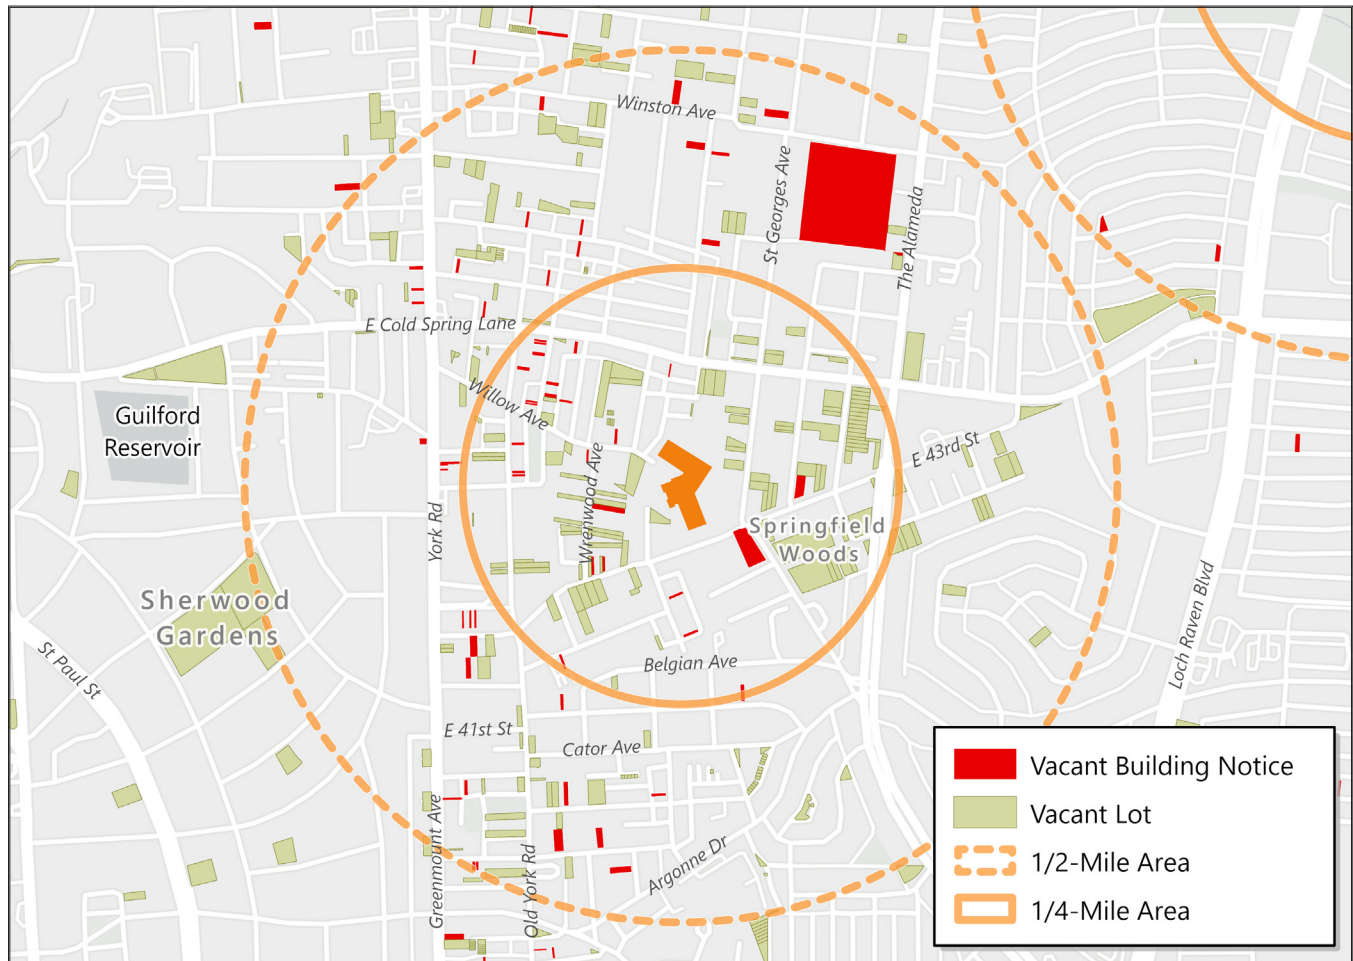 Winston Ave
St Georges Ave
The Alameda
E Cold Spring Lane
Willow Ave
Guilford
Reservoir
E 43rd St
Wrenwood Ave
York Rd
Springfield
Woods
Sherwood
Gardens
St Paul St
Loch Raven Blvd
Belgian Ave
E 41st St
Cator Ave
Greenmount Ave
Old York Rd
Argonne Dr
Vacant Building Notice
Vacant Lot
1/2-Mile Area
1/4-Mile Area